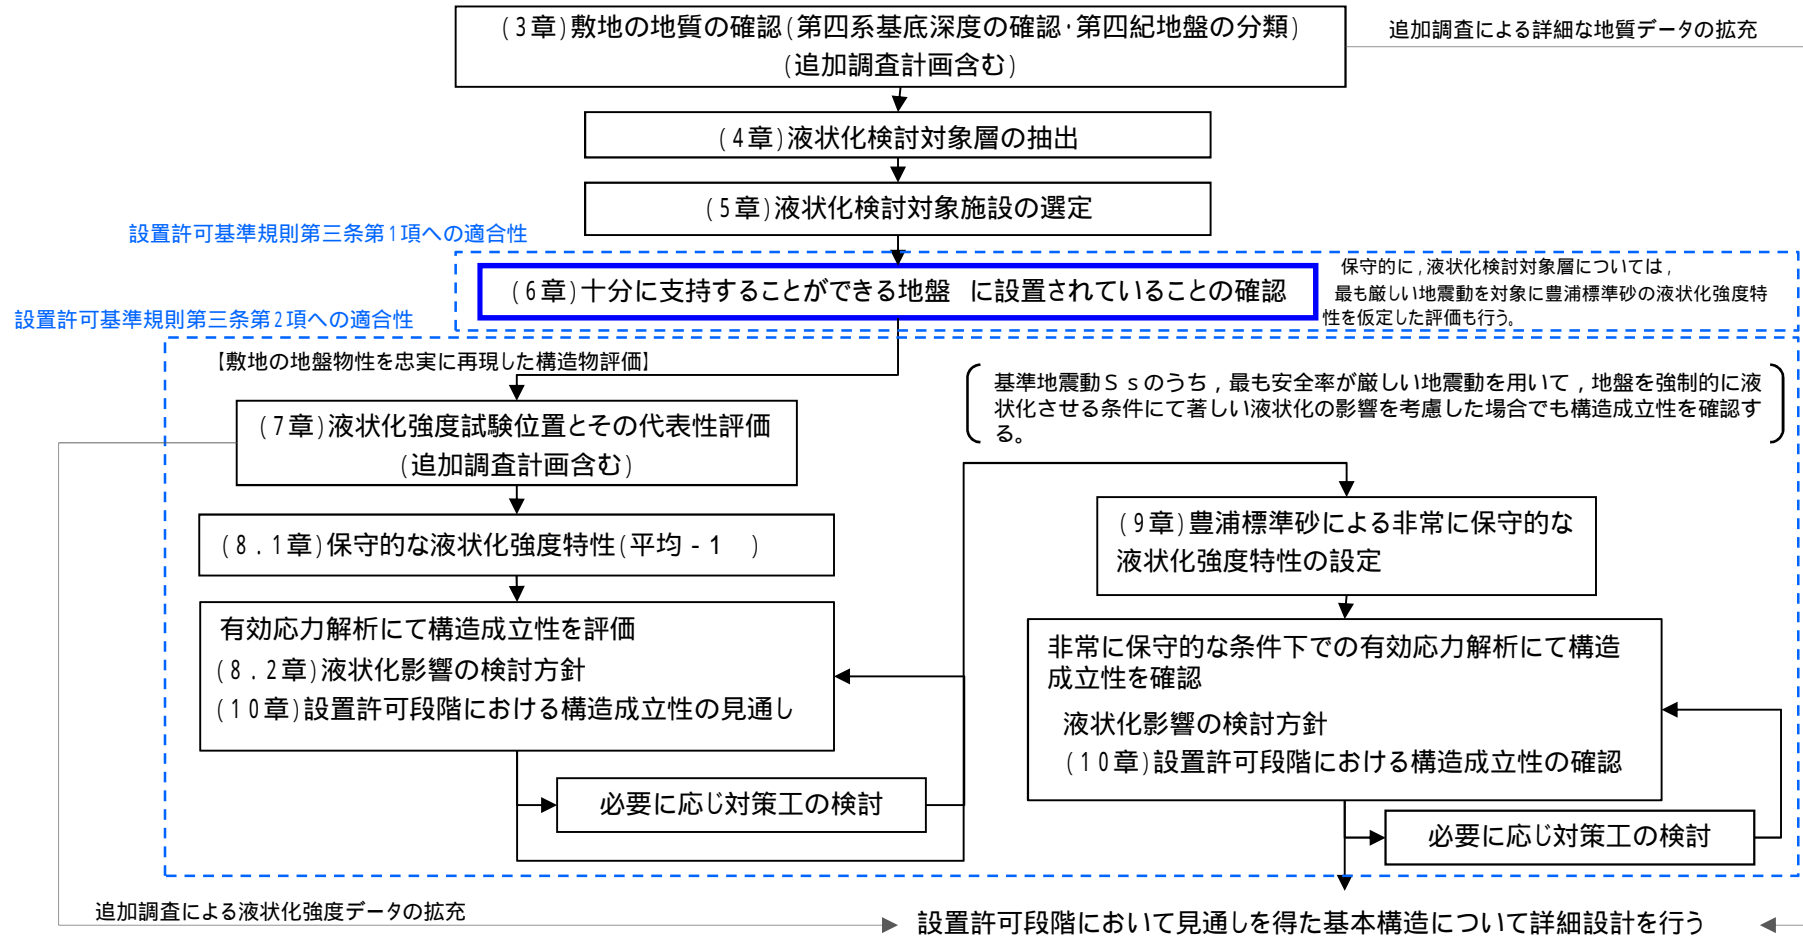 (3章)敷地の地質の確認(第四系基底深度の確認・第四紀地盤の分類)
(追加調査計画含む)
追加調査による詳細な地質データの拡充
(4章)液状化検討対象層の抽出
(5章)液状化検討対象施設の選定
設置許可基準規則第三条第1項への適合性
(6章)十分に支持することができる地盤 に設置されていることの確認
保守的に,液状化検討対象層については,
最も厳しい地震動を対象に豊浦標準砂の液状化強度特
性を仮定した評価も行う。
設置許可基準規則第三条第2項への適合性
【敷地の地盤物性を忠実に再現した構造物評価】
基準地震動Ssのうち,最も安全率が厳しい地震動を用いて,地盤を強制的に液
状化させる条件にて著しい液状化の影響を考慮した場合でも構造成立性を確認す
る。
(7章)液状化強度試験位置とその代表性評価
(追加調査計画含む)
(8.1章)保守的な液状化強度特性(平均-1 )
有効応力解析にて構造成立性を評価
(8.2章)液状化影響の検討方針
(10章)設置許可段階における構造成立性の見通し
必要に応じ対策工の検討
(9章)豊浦標準砂による非常に保守的な
液状化強度特性の設定
非常に保守的な条件下での有効応力解析にて構造
成立性を確認
液状化影響の検討方針
(10章)設置許可段階における構造成立性の確認
必要に応じ対策工の検討
追加調査による液状化強度データの拡充
設置許可段階において見通しを得た基本構造について詳細設計を行う